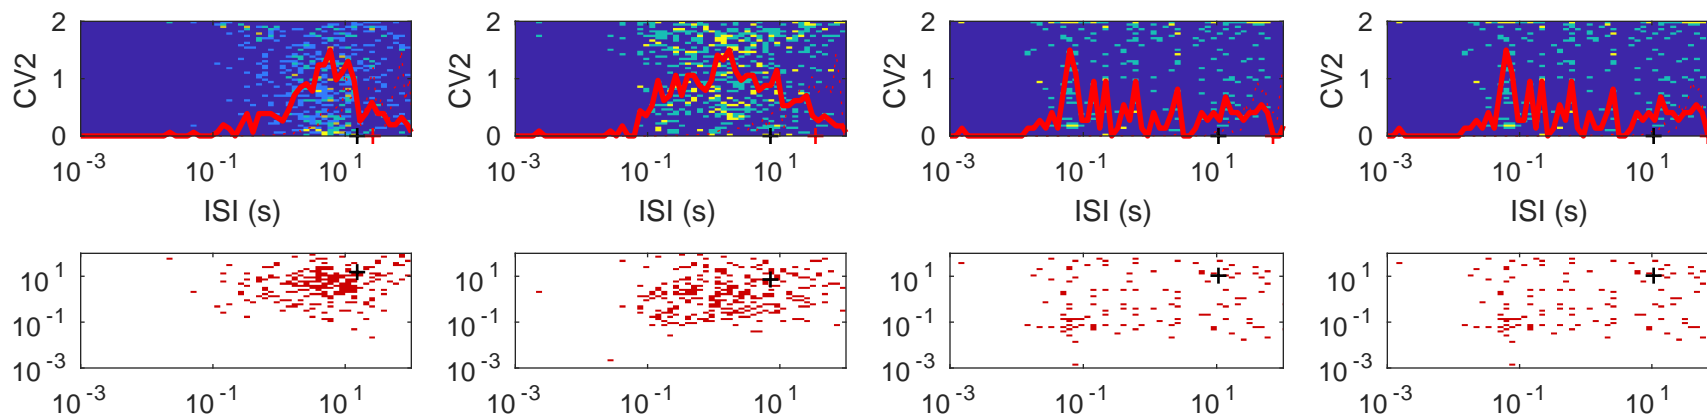 2 2 2 2
CV2 CV2 CV2 CV2
1 1 1 1
0 0 0 0
10^-3 10^-1 10^1 10^-3 10^-1 10^1 10^-3 10^-1 10^1 10^-3 10^-1 10^1
ISI (s) ISI (s) ISI (s) ISI (s)
10^1 10^1 10^1 10^1
10^-1 10^-1 10^-1 10^-1
10^-3 10^-3 10^-3 10^-3
10^-3 10^-1 10^1 10^-3 10^-1 10^1 10^-3 10^-1 10^1 10^-3 10^-1 10^1